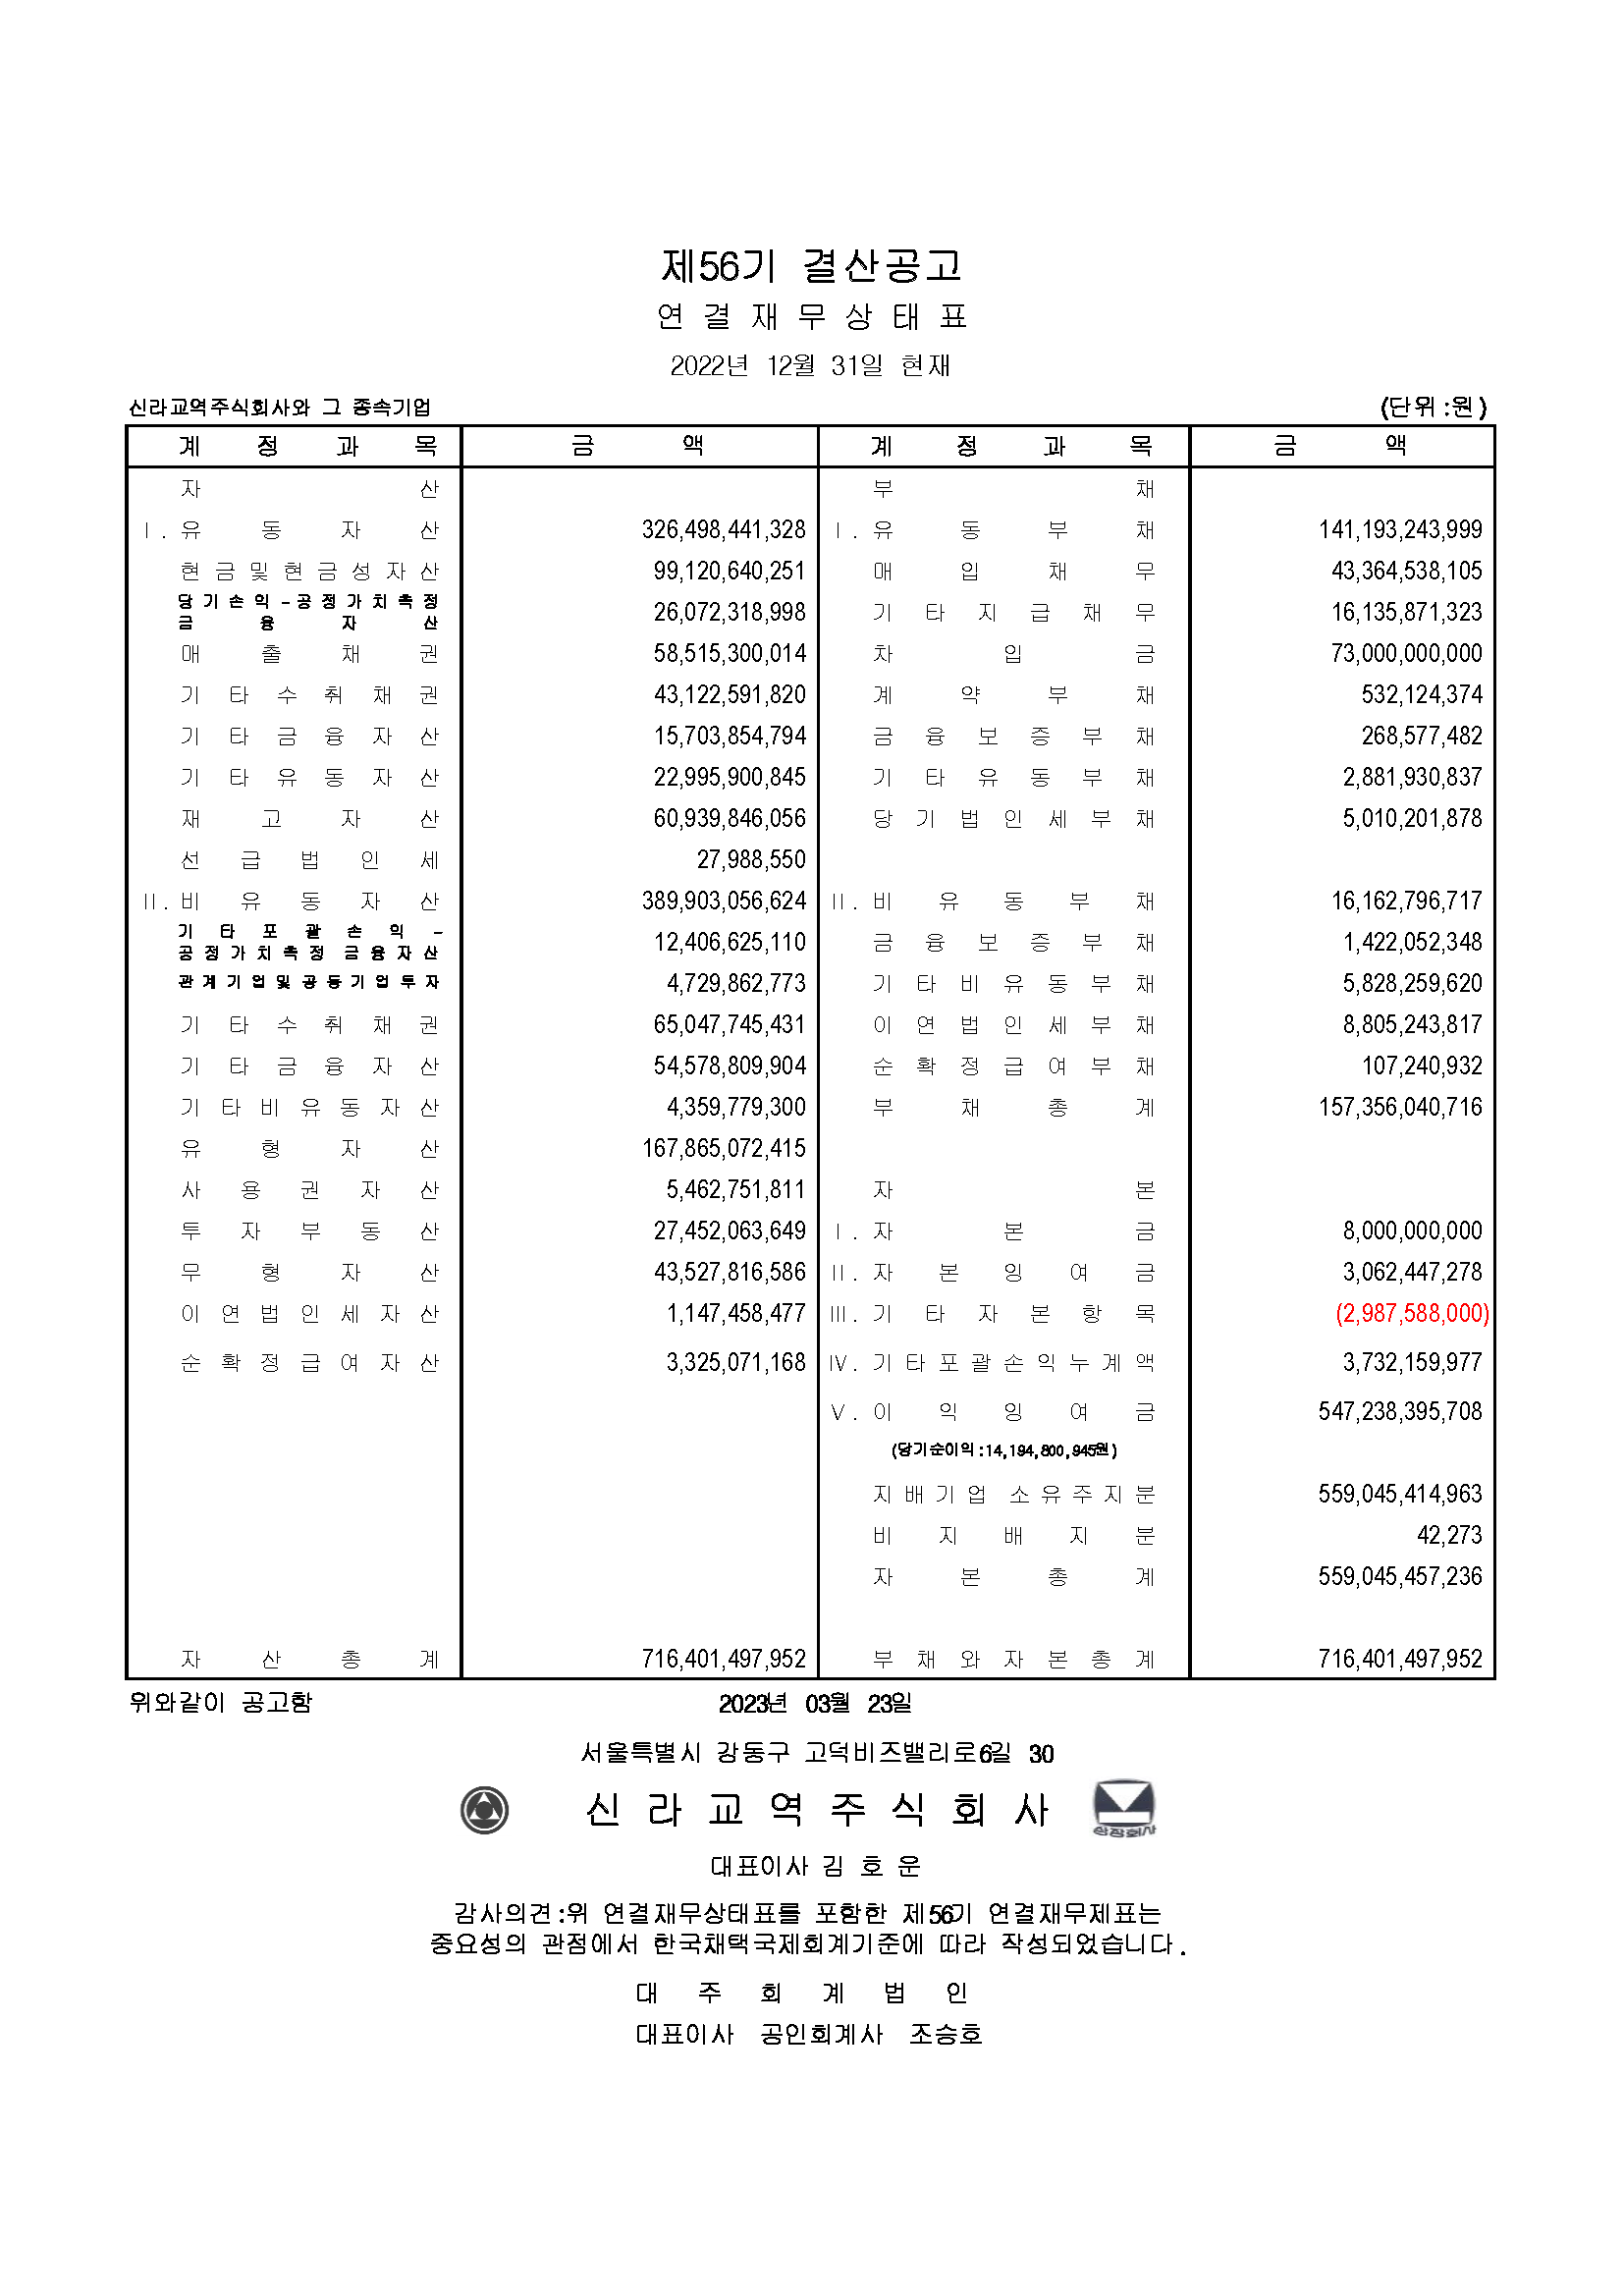 제56기 결산공고
연 결 재 무 상 태 표
2022년 12월 31일 현재
신라교역주식회사와 그 종속기업 (단위:원)
계 정 과 목 금 액 계 정 과 목 금 액
자 산 부 채
I. 유 동 자 산 326,498,441,328 I. 유 동 부 채 141,193,243,999
현 금 및 현 금 성 자 산 99,120,640,251 매 입 채 무 43,364,538,105
당 기 손 익 - 공 정 가 치 측 정
금 융 자 산 26,072,318,998 기 타 지 급 채 무 16,135,871,323
매 출 채 권 58,515,300,014 차 입 금 73,000,000,000
기 타 수 취 채 권 43,122,591,820 계 약 부 채 532,124,374
기 타 금 융 자 산 15,703,854,794 금 융 보 증 부 채 268,577,482
기 타 유 동 자 산 22,995,900,845 기 타 유 동 부 채 2,881,930,837
재 고 자 산 60,939,846,056 당 기 법 인 세 부 채 5,010,201,878
선 급 법 인 세 27,988,550
II. 비 유 동 자 산 389,903,056,624 II. 비 유 동 부 채 16,162,796,717
기 타 포 괄 손 익 -
공 정 가 치 측 정 금 융 자 산 12,406,625,110 금 융 보 증 부 채 1,422,052,348
관 계 기 업 및 공 동 기 업 투 자 4,729,862,773 기 타 비 유 동 부 채 5,828,259,620
기 타 수 취 채 권 65,047,745,431 이 연 법 인 세 부 채 8,805,243,817
기 타 금 융 자 산 54,578,809,904 순 확 정 급 여 부 채 107,240,932
기 타 비 유 동 자 산 4,359,779,300 부 채 총 계 157,356,040,716
유 형 자 산 167,865,072,415
사 용 권 자 산 5,462,751,811 자 본
투 자 부 동 산 27,452,063,649 I. 자 본 금 8,000,000,000
무 형 자 산 43,527,816,586 II. 자 본 잉 여 금 3,062,447,278
이 연 법 인 세 자 산 1,147,458,477 III. 기 타 자 본 항 목 (2,987,588,000)
순 확 정 급 여 자 산 3,325,071,168 IV. 기 타 포 괄 손 익 누 계 액 3,732,159,977
V. 이 익 잉 여 금 547,238,395,708
(당기순이익:14,194,800,945원)
지 배 기 업 소 유 주 지 분 559,045,414,963
비 지 배 지 분 42,273
자 본 총 계 559,045,457,236
자 산 총 계 716,401,497,952 부 채 와 자 본 총 계 716,401,497,952
위와같이 공고함 2023년 03월 23일
서울특별시 강동구 고덕비즈밸리로6길 30
신 라 교 역 주 식 회 사 상장회사
대표이사 김 호 운
감사의견:위 연결재무상태표를 포함한 제56기 연결재무제표는
중요성의 관점에서 한국채택국제회계기준에 따라 작성되었습니다.
대 주 회 계 법 인
대표이사 공인회계사 조승호